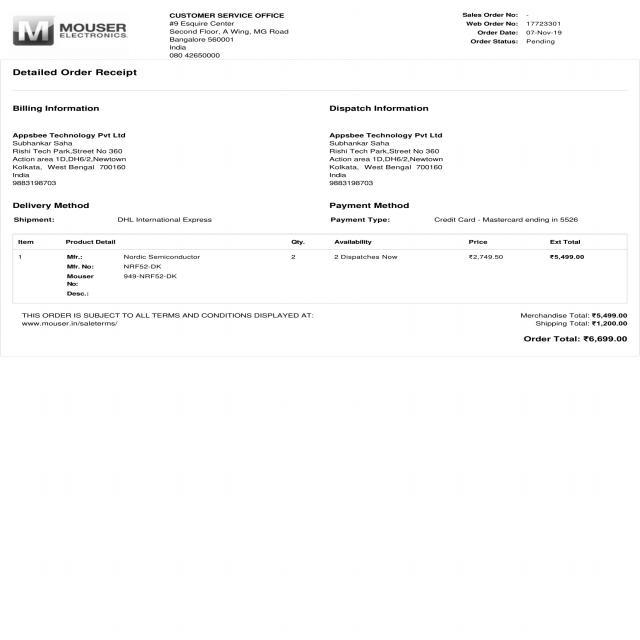 MOUSER
ELECTRONICS
CUSTOMER SERVICE OFFICE
#9 Esquire Center
Second Floor, A Wing, MG Road
Bangalore 560001
India
080 42650000
Sales Order No: -
Web Order No: 17723301
Order Date: 07-Nov-19
Order Status: Pending
Detailed Order Receipt
Billing Information
Appsbee Technology Pvt Ltd
Subhankar Saha
Rishi Tech Park,Street No 360
Action area 1D,DH6/2,Newtown
Kolkata, West Bengal 700160
India
9883198703
Dispatch Information
Appsbee Technology Pvt Ltd
Subhankar Saha
Rishi Tech Park,Street No 360
Action area 1D,DH6/2,Newtown
Kolkata, West Bengal 700160
India
9883198703
Delivery Method
Shipment: DHL International Express
Payment Method
Payment Type: Credit Card - Mastercard ending in 5526
Item Product Detail Qty. Availability Price Ext Total
1 Mfr.: Nordic Semiconductor 2 2 Dispatches Now ₹2,749.50 ₹5,499.00
Mfr. No: NRF52-DK
Mouser 949-NRF52-DK
No:
Desc.:
THIS ORDER IS SUBJECT TO ALL TERMS AND CONDITIONS DISPLAYED AT:
www.mouser.in/saleterms/
Merchandise Total: ₹5,499.00
Shipping Total: ₹1,200.00
Order Total: ₹6,699.00